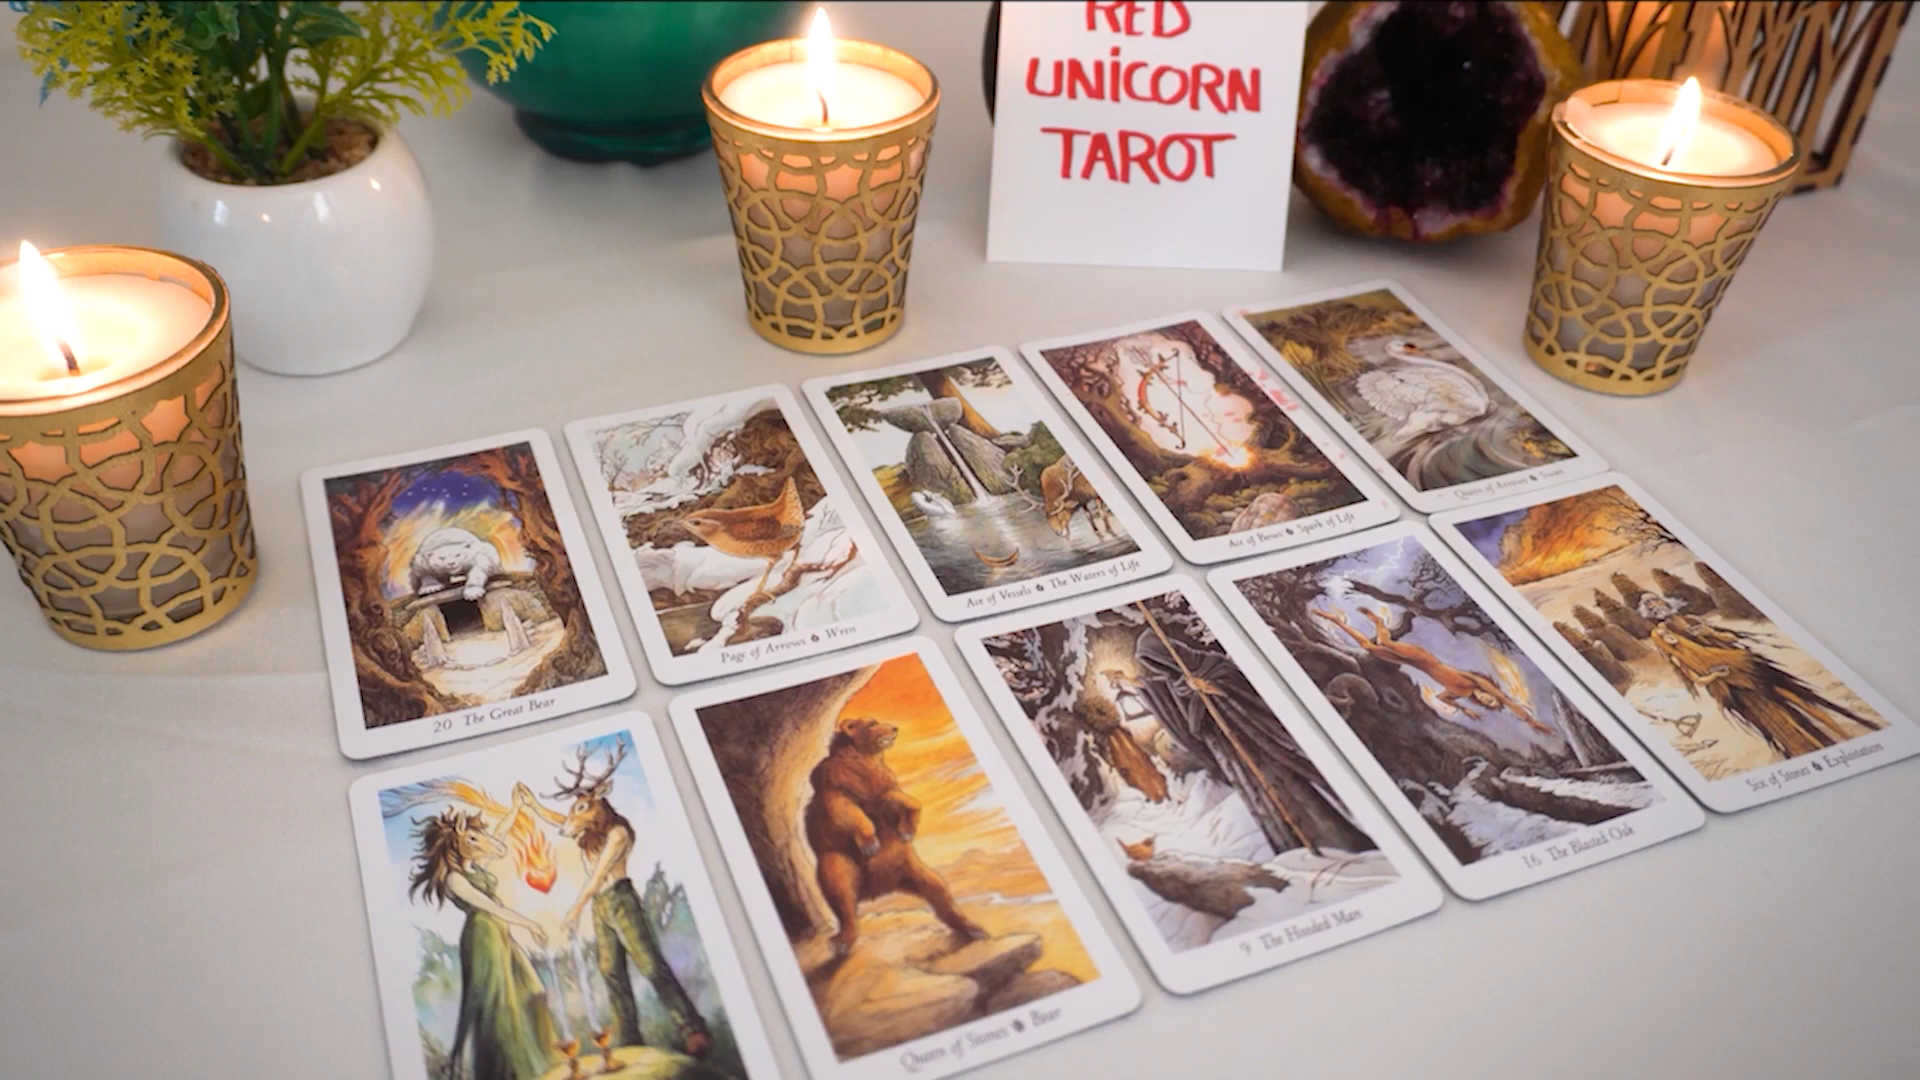 RED
UNICORN
TAROT
Queen of Arrows Swan
Ace of Bows Spark of Life
Ace of Vessels The Waters of Life
Page of Arrows Wren
20 The Great Bear
Six of Stones Exploitation
16 The Blasted Oak
9 The Hooded Man
Queen of Stones Bear